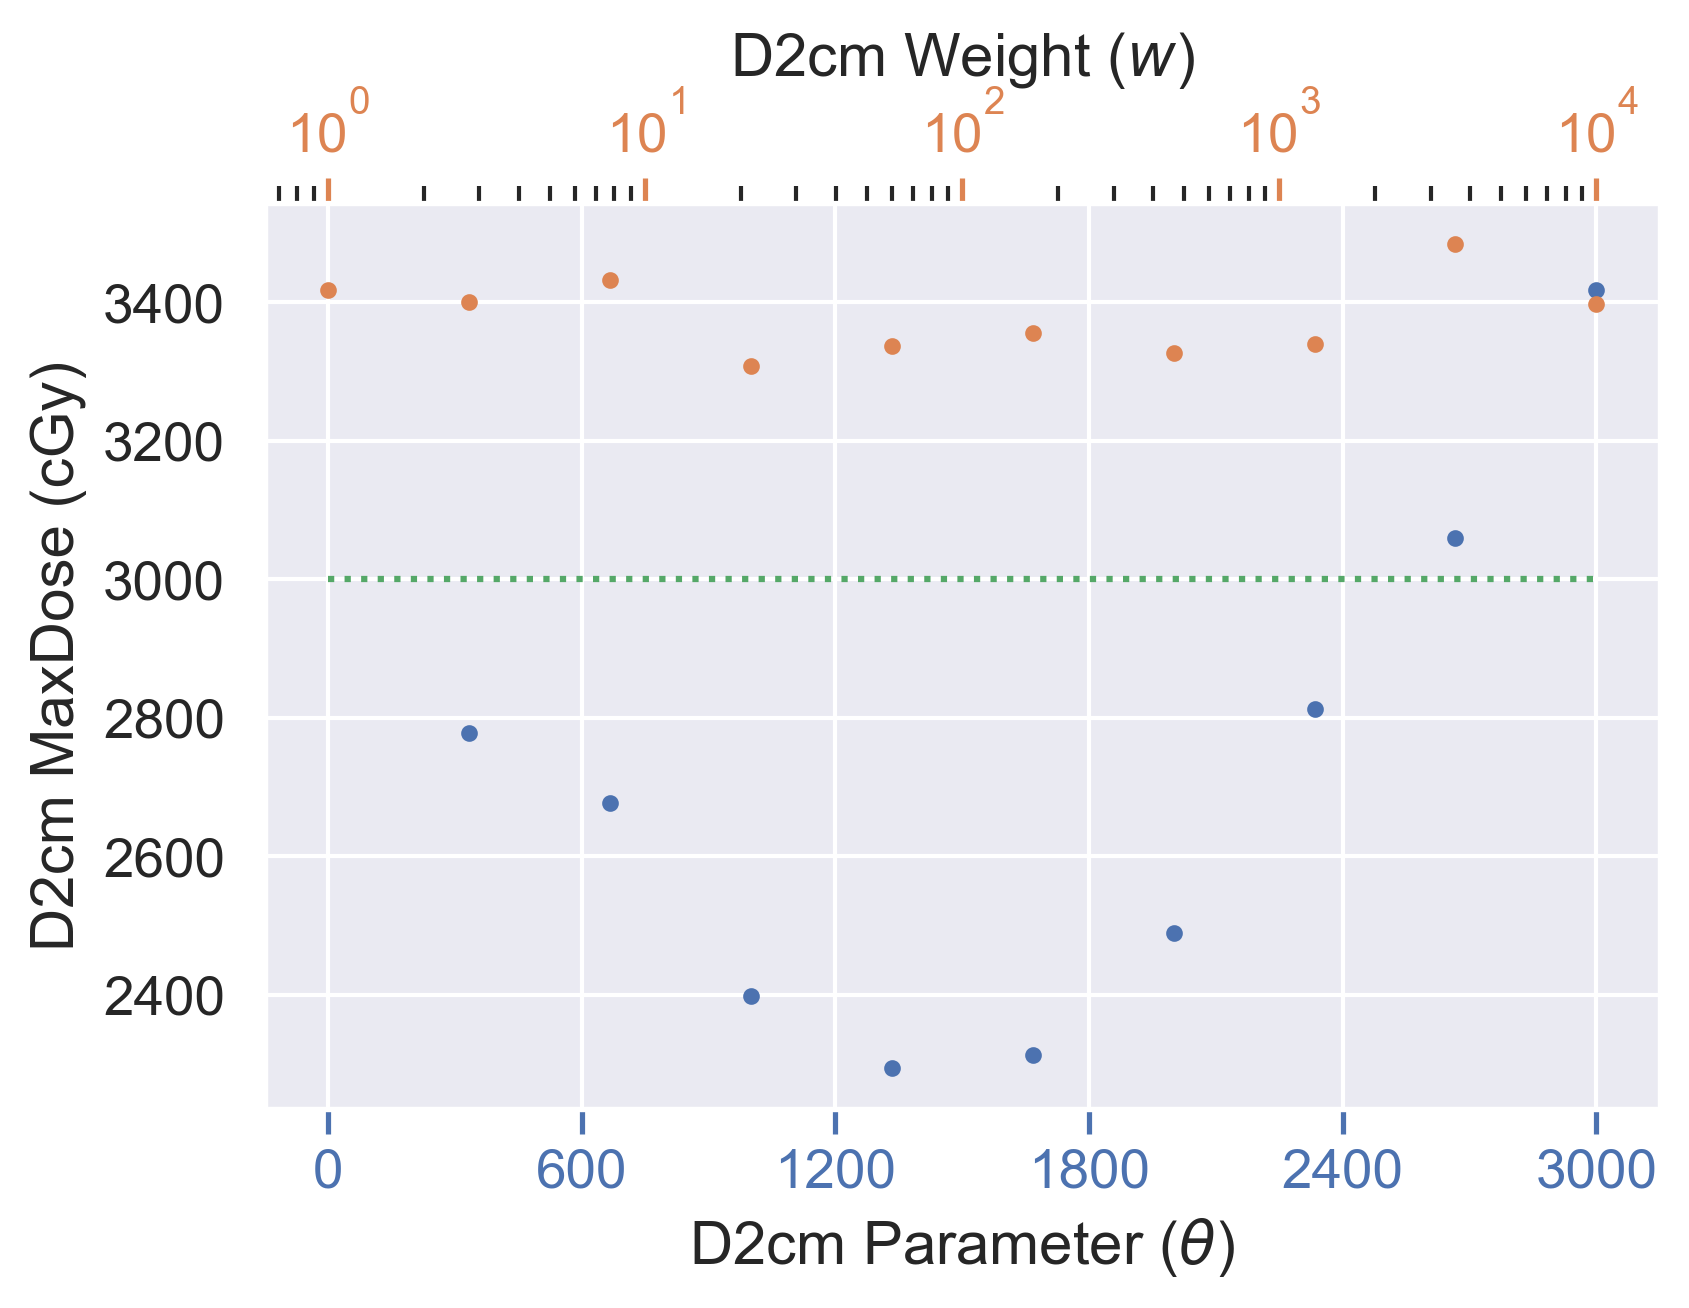 D2cm Weight (w)
10^0 10^1 10^2 10^3 10^4
D2cm MaxDose (cGy)
3400
3200
3000
2800
2600
2400
0 600 1200 1800 2400 3000
D2cm Parameter (θ)